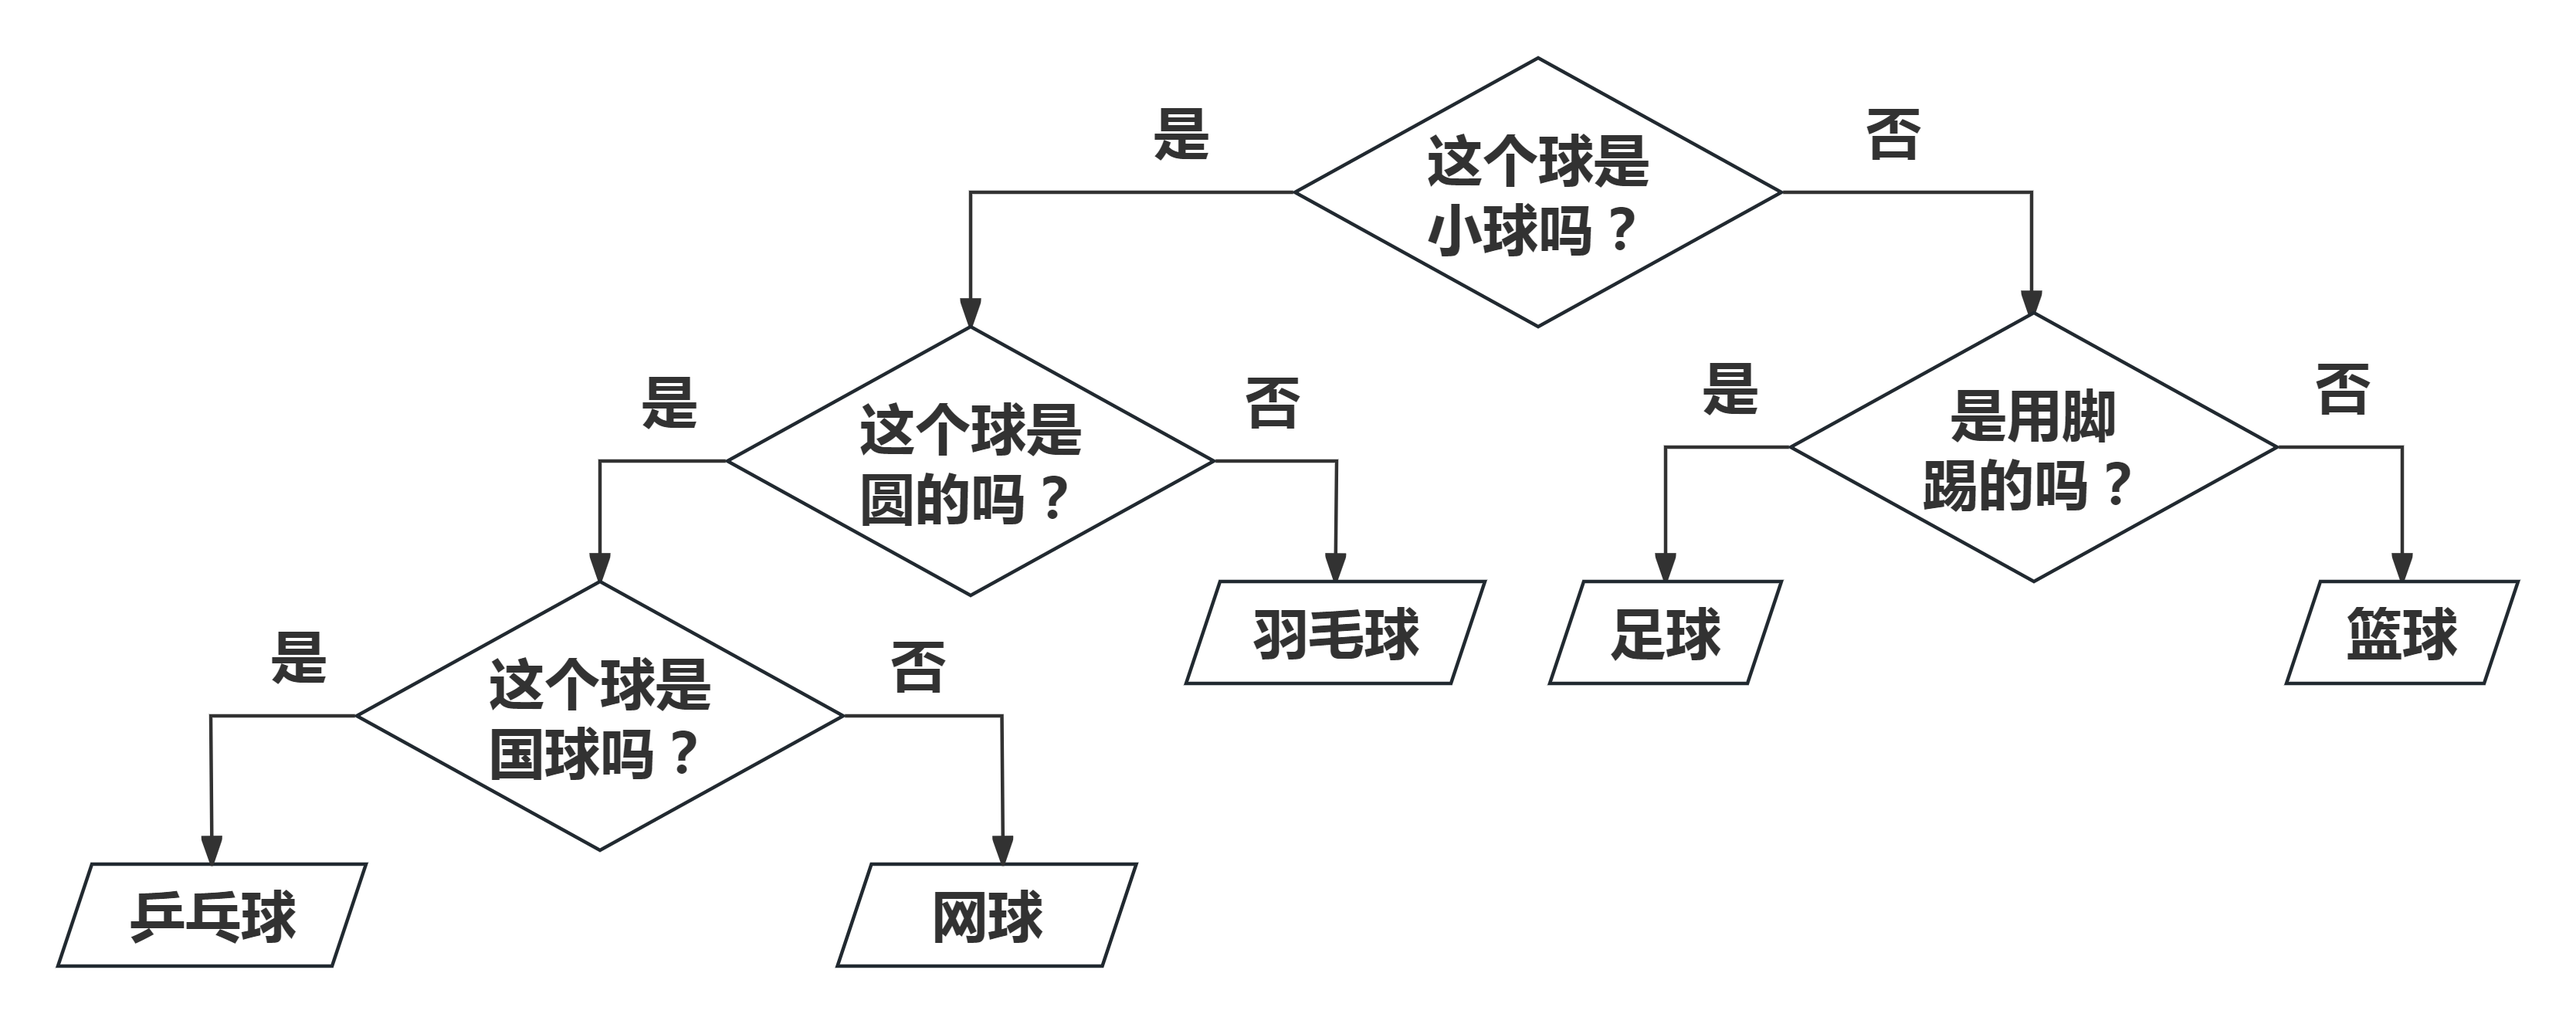 是
这个球是
小球吗？
否
是
这个球是
圆的吗？
否
是
是用脚
踢的吗？
否
是
这个球是
国球吗？
否
羽毛球
足球
篮球
乒乓球
网球